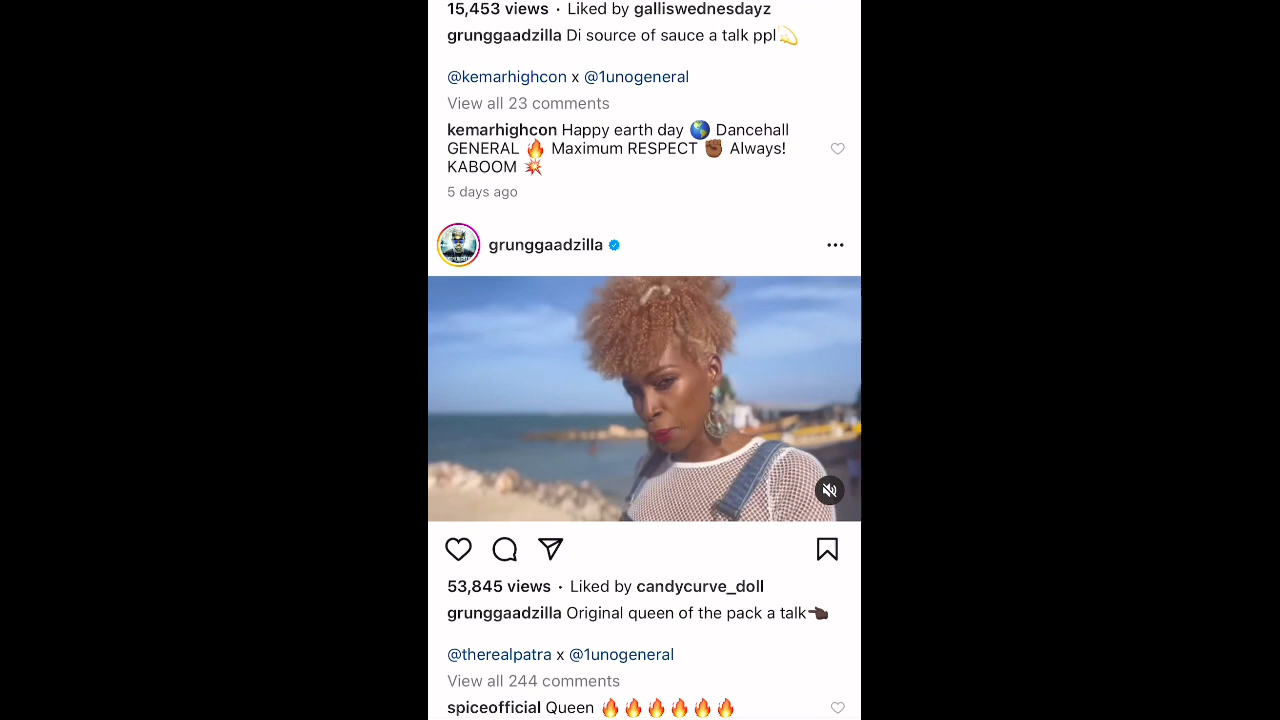 15,453 views · Liked by galliswednesdayz
grunggaadzilla Di source of sauce a talk ppl💫
@kemarhighcon x @1unogeneral
View all 23 comments
kemarhighcon Happy earth day 🌎 Dancehall
GENERAL 🔥 Maximum RESPECT ✊🏾 Always!
KABOOM 💥
5 days ago
grunggaadzilla
53,845 views · Liked by candycurve_doll
grunggaadzilla Original queen of the pack a talk👈🏿
@therealpatra x @1unogeneral
View all 244 comments
spiceofficial Queen 🔥🔥🔥🔥🔥🔥